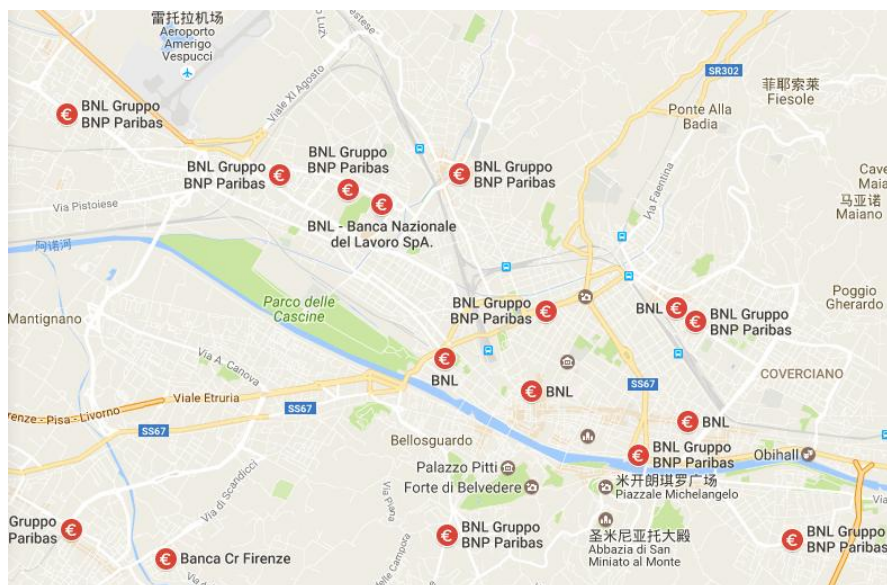 雷托拉机场
Aeroporto
Amerigo
Vespucci
Viale XI Agosto
SR302
菲耶索莱
Fiesole
BNL Gruppo
BNP Paribas
Ponte Alla
Badia
BNL Gruppo
BNP Paribas
BNL Gruppo
BNP Paribas
BNL Gruppo
BNP Paribas
马亚诺
Maiano
Via Pistoiese
BNL - Banca Nazionale
del Lavoro SpA.
Via Faentina
阿诺河
Parco delle
Cascine
Mantignano
BNL Gruppo
BNP Paribas
BNL
BNL Gruppo
BNP Paribas
Poggio
Gherardo
Via A. Canova
BNL
COVERCIANO
Viale Etruria
SS67
BNL
SS67
Pisa - Livorno
SS67
Bellosguardo
BNL
BNL Gruppo
BNP Paribas
Obihall
Palazzo Pitti
Forte di Belvedere
米开朗琪罗广场
Piazzale Michelangelo
Via di Scandicci
Via Piana
Gruppo
Paribas
BNL Gruppo
BNP Paribas
圣米尼亚托大殿
Abbazia di San
Miniato al Monte
BNL Gruppo
BNP Paribas
Banca Cr Firenze